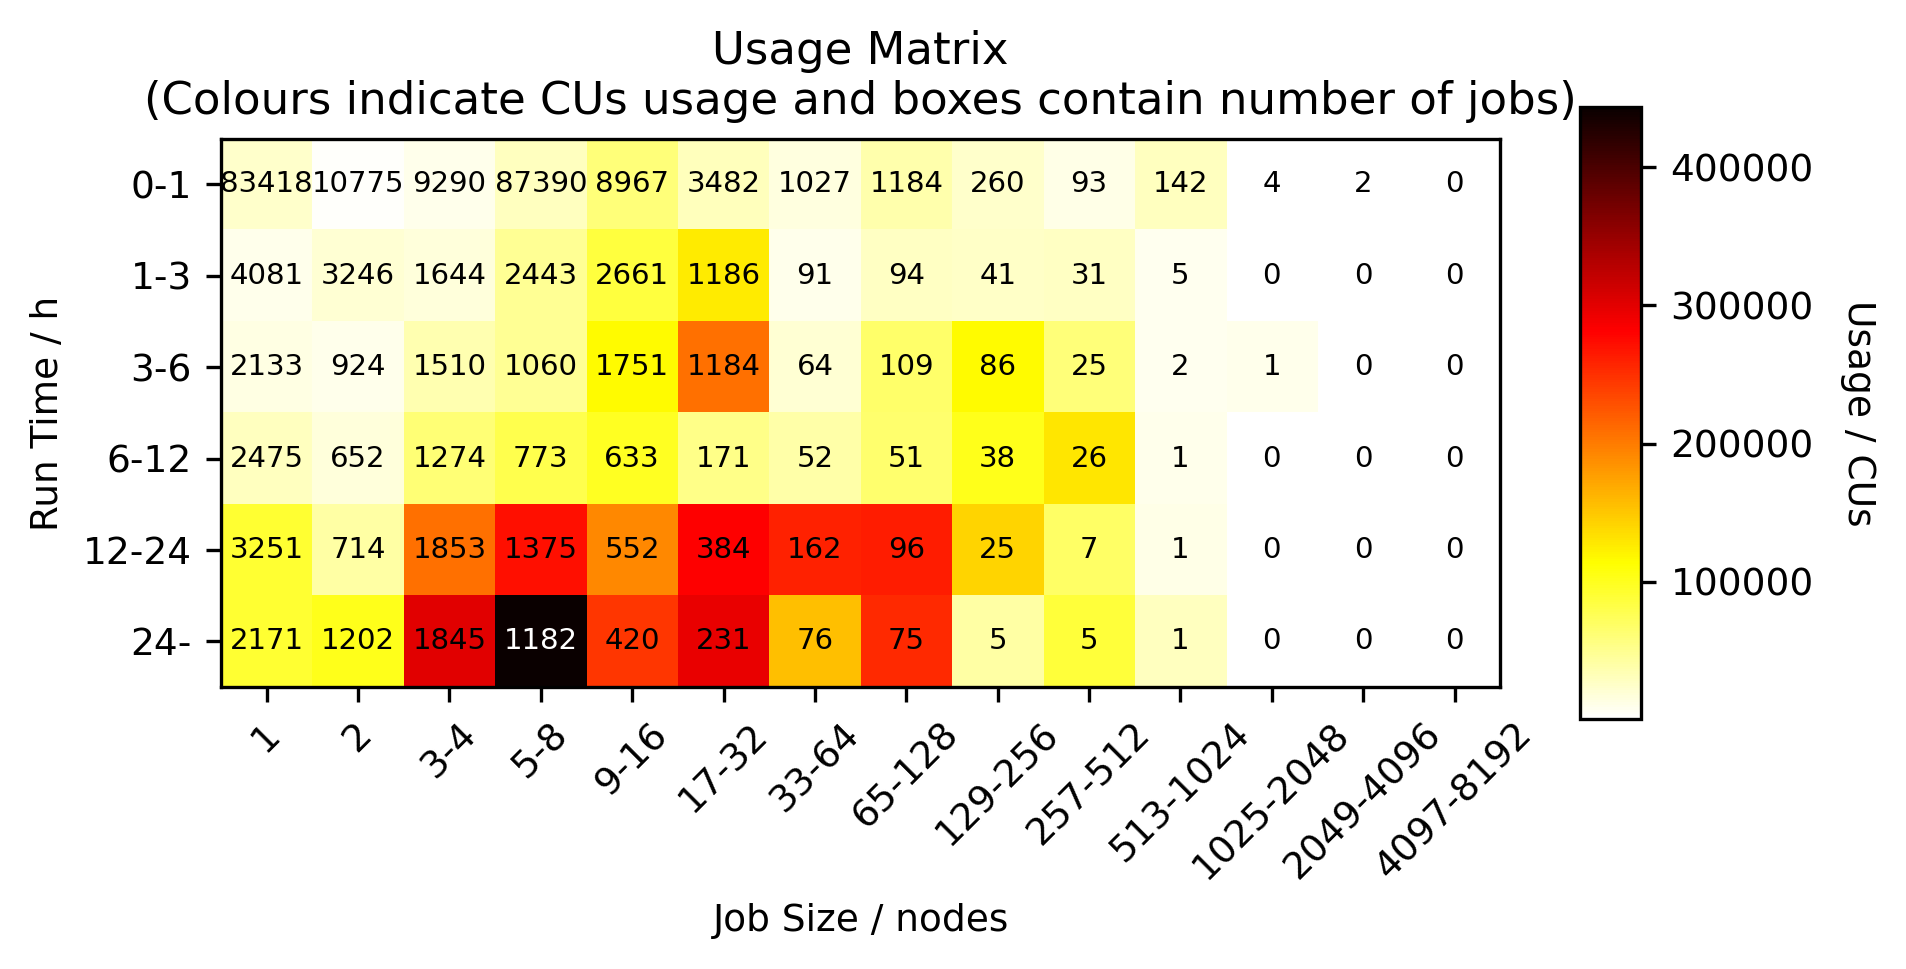 Usage Matrix
(Colours indicate CUs usage and boxes contain number of jobs)
0-1 83418 10775 9290 87390 8967 3482 1027 1184 260 93 142 4 2 0
1-3 4081 3246 1644 2443 2661 1186 91 94 41 31 5 0 0 0
3-6 2133 924 1510 1060 1751 1184 64 109 86 25 2 1 0 0
6-12 2475 652 1274 773 633 171 52 51 38 26 1 0 0 0
12-24 3251 714 1853 1375 552 384 162 96 25 7 1 0 0 0
24- 2171 1202 1845 1182 420 231 76 75 5 5 1 0 0 0
1 2 3-4 5-8 9-16 17-32 33-64 65-128 129-256 257-512 513-1024 1025-2048 2049-4096 4097-8192
Job Size / nodes
Run Time / h
400000
300000
200000
100000
Usage / CUs